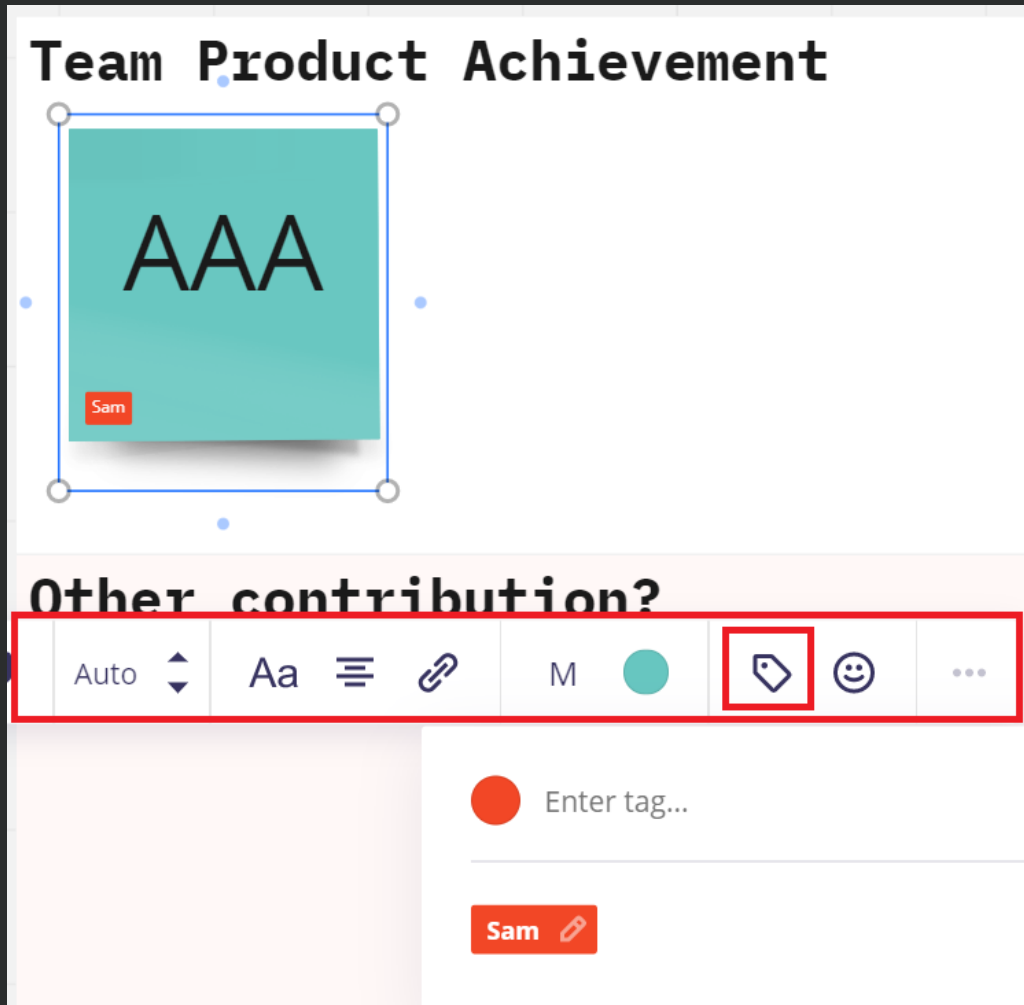 Team Product Achievement
AAA
Sam
Other contribution?
Auto Aa M
Enter tag...
Sam